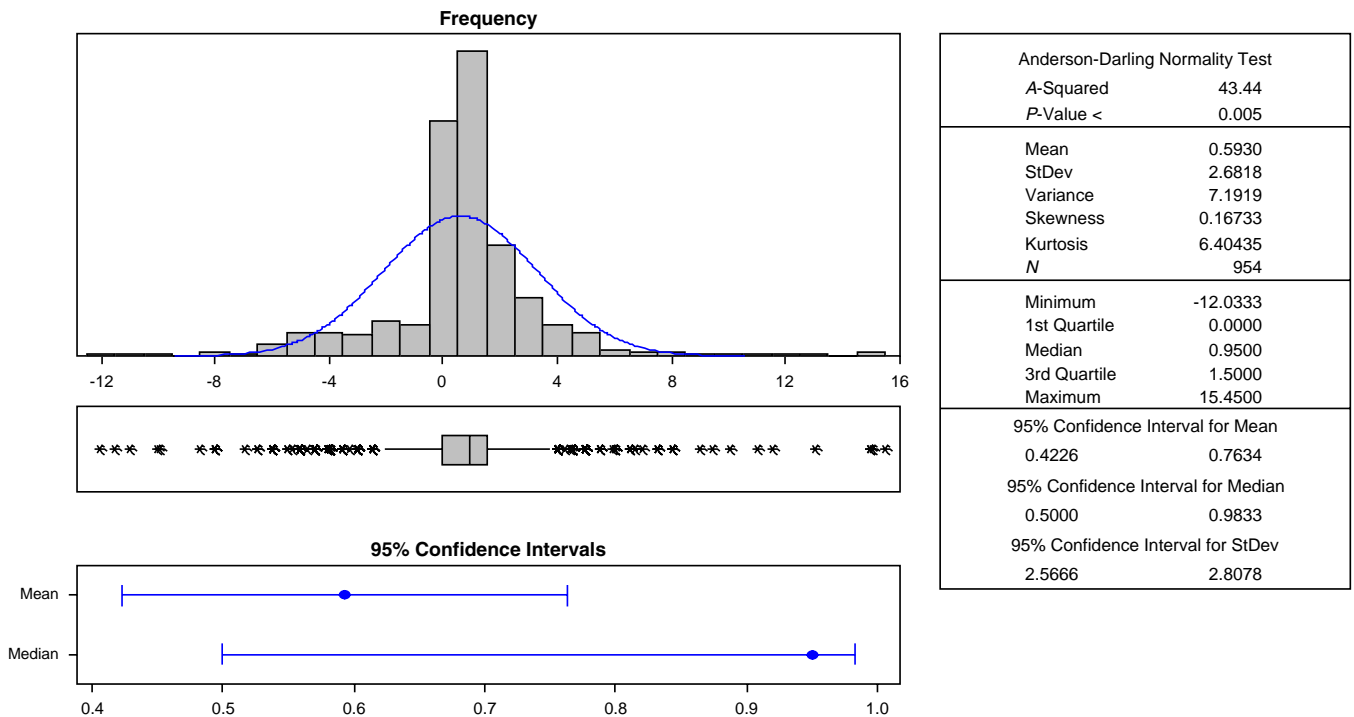 Frequency
-12 -8 -4 0 4 8 12 16
95% Confidence Intervals
Mean
Median
0.4 0.5 0.6 0.7 0.8 0.9 1.0
Anderson-Darling Normality Test
A-Squared 43.44
P-Value < 0.005
Mean 0.5930
StDev 2.6818
Variance 7.1919
Skewness 0.16733
Kurtosis 6.40435
N 954
Minimum -12.0333
1st Quartile 0.0000
Median 0.9500
3rd Quartile 1.5000
Maximum 15.4500
95% Confidence Interval for Mean
0.4226 0.7634
95% Confidence Interval for Median
0.5000 0.9833
95% Confidence Interval for StDev
2.5666 2.8078